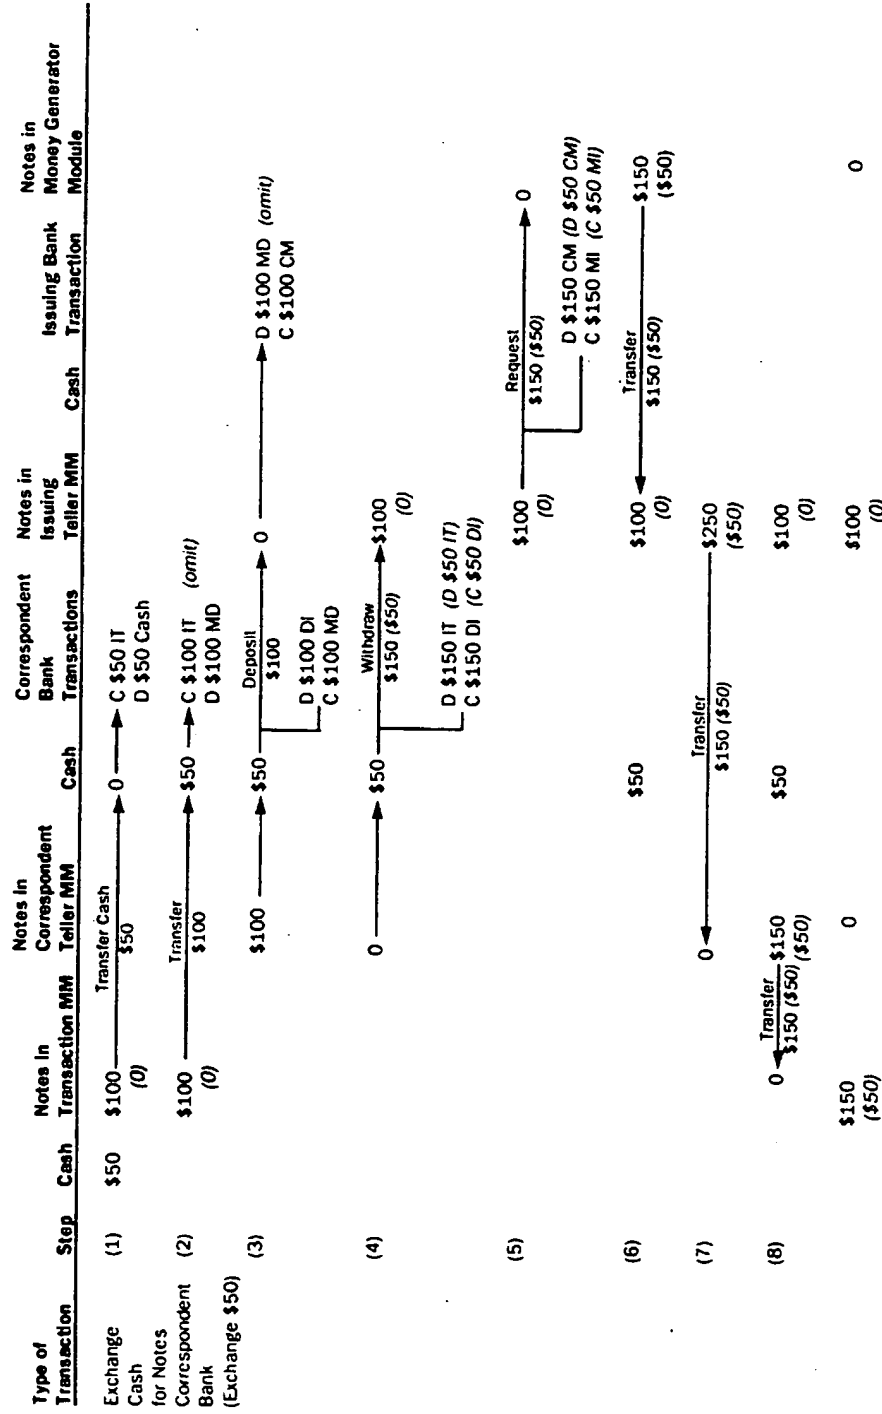 Type of Transaction
Step
Cash
Notes in Transaction MM
Notes in Correspondent Teller MM
Cash
Correspondent Bank Transactions
Notes in Issuing Teller MM
Cash
Issuing Bank Transaction
Notes in Money Generator Module
Exchange
Cash
for Notes
Correspondent
Bank
(Exchange $50)
(1)
$50
$100
(0)
Transfer Cash
$50
0
C $50 IT
D $50 Cash
(2)
$100
(0)
Transfer
$100
$50
C $100 IT (omit)
D $100 MD
(3)
$100
$50
Deposit
$100
D $100 DI
C $100 MD
0
D $100 MD (omit)
C $100 CM
(4)
0
$50
Withdraw
$150 ($50)
D $150 IT (D $50 IT)
C $150 DI (C $50 DI)
$100
(0)
(5)
$100
(0)
Request
$150 ($50)
D $150 CM (D $50 CM)
C $150 MI (C $50 MI)
0
(6)
$50
$100
(0)
Transfer
$150 ($50)
$150
($50)
(7)
0
Transfer
$150 ($50)
$250
($50)
(8)
0
Transfer
$150 ($50)
$150
($50)
$50
$100
(0)
$150
($50)
0
$100
(0)
0